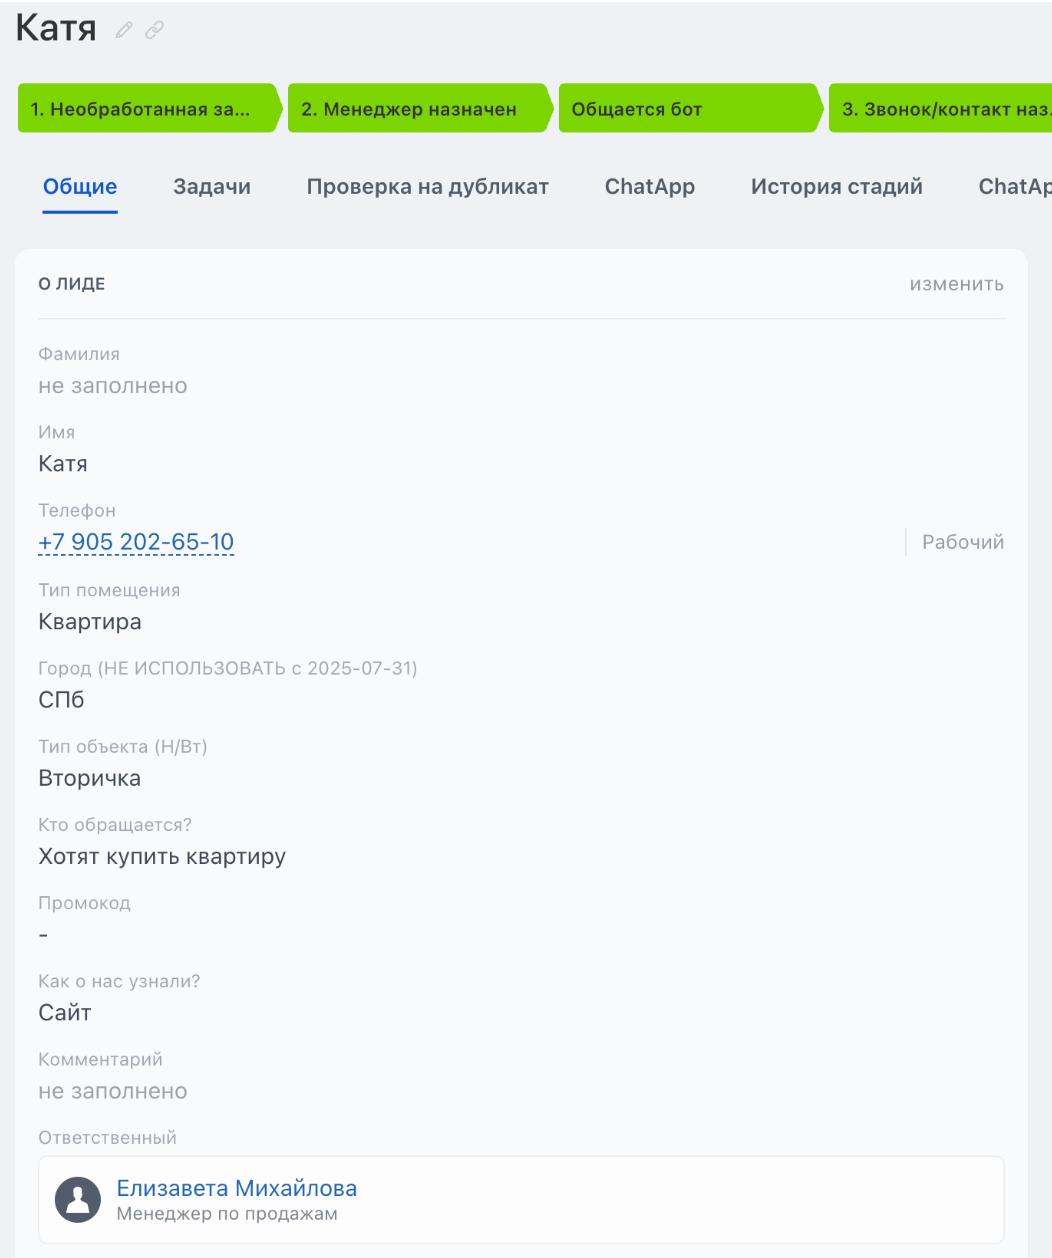 Катя
1. Необработанная за...
2. Менеджер назначен
Общается бот
3. Звонок/контакт наз.
Общие
Задачи
Проверка на дубликат
ChatApp
История стадий
ChatAp
О ЛИДЕ
изменить
Фамилия
не заполнено
Имя
Катя
Телефон
+7 905 202-65-10
Рабочий
Тип помещения
Квартира
Город (НЕ ИСПОЛЬЗОВАТЬ с 2025-07-31)
СПб
Тип объекта (Н/Вт)
Вторичка
Кто обращается?
Хотят купить квартиру
Промокод
-
Как о нас узнали?
Сайт
Комментарий
не заполнено
Ответственный
Елизавета Михайлова
Менеджер по продажам